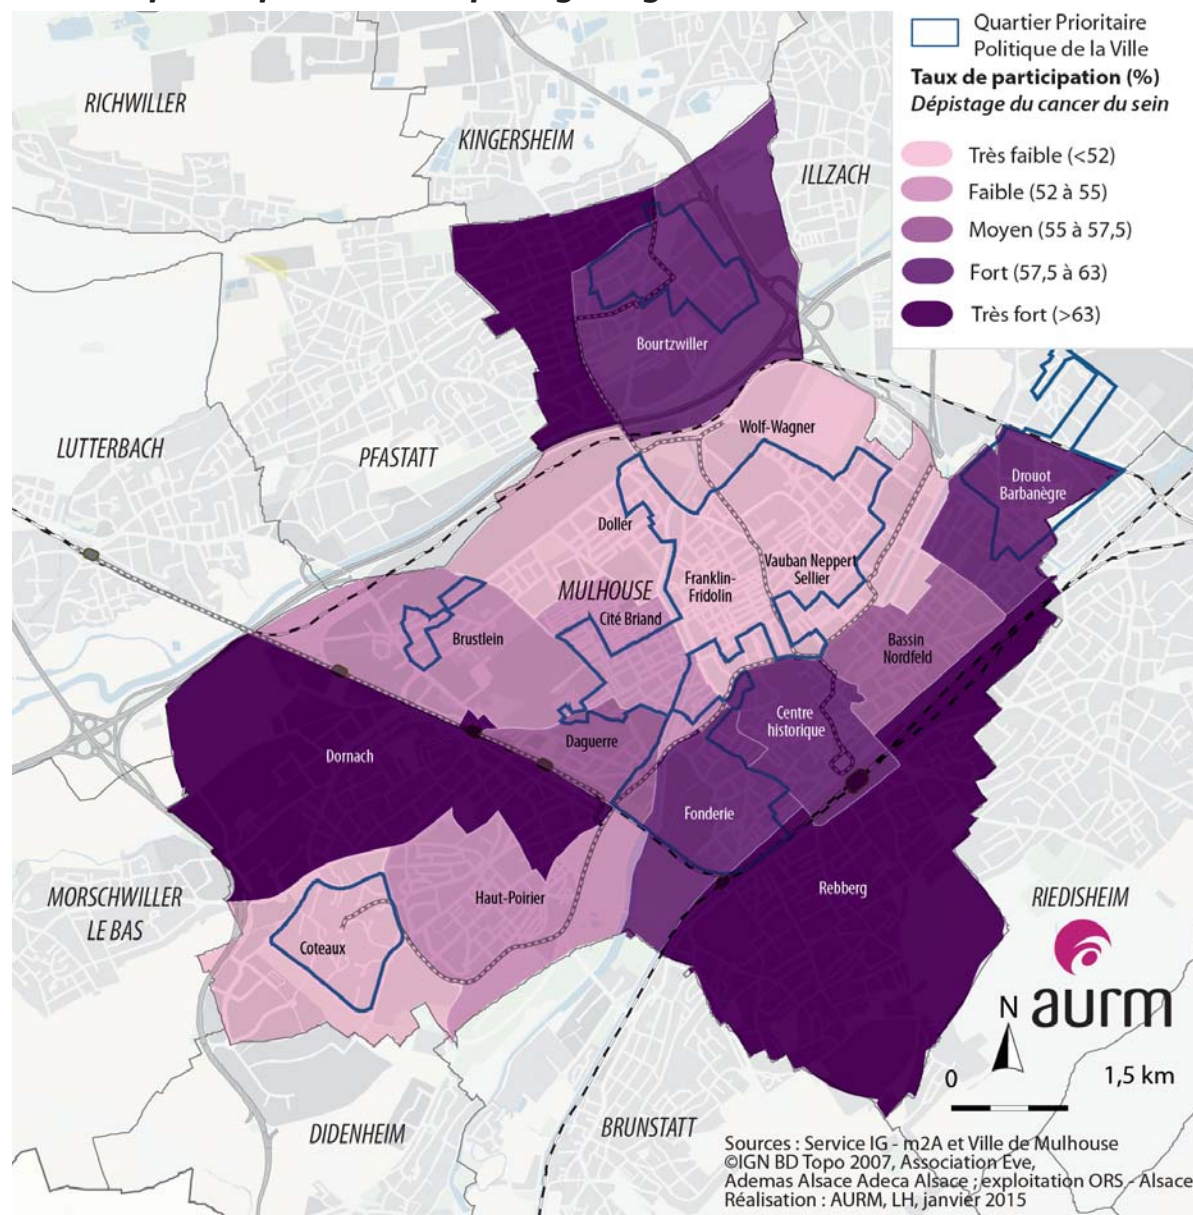 Quartier Prioritaire
Politique de la Ville
Taux de participation (%)
Dépistage du cancer du sein
Très faible (<52)
Faible (52 à 55)
Moyen (55 à 57,5)
Fort (57,5 à 63)
Très fort (>63)
RICHWILLER
KINGERSHEIM
ILLZACH
Bourtzwiller
LUTTERBACH
PFASTATT
Wolf-Wagner
Drouot
Barbanègre
Doller
Vauban Neppert
Sellier
Franklin-
Fridolin
MULHOUSE
Cité Briand
Brustlein
Bassin
Nordfeld
Centre
historique
Daguerre
Dornach
Fonderie
Rebberg
Haut-Poirier
MORSCHWILLER
LE BAS
RIEDISHEIM
Coteaux
aurm
N
0
1,5 km
DIDENHEIM
BRUNSTATT
Sources : Service IG - m2A et Ville de Mulhouse
©IGN BD Topo 2007, Association Eve,
Ademas Alsace Adeca Alsace ; exploitation ORS - Alsace
Réalisation : AURM, LH, janvier 2015